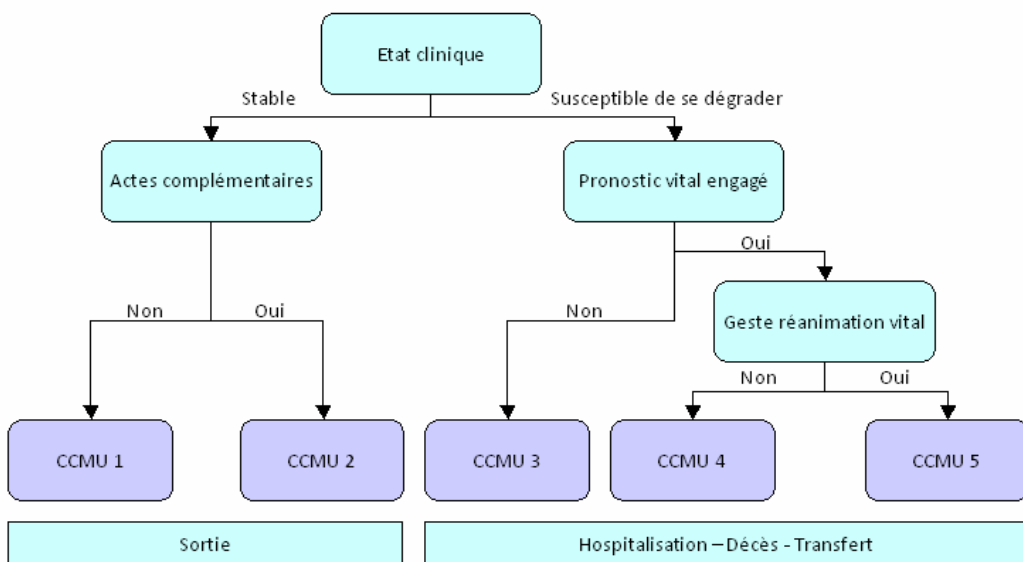 Etat clinique
Stable
Susceptible de se dégrader
Actes complémentaires
Pronostic vital engagé
Oui
Non
Oui
Non
Geste réanimation vital
Non
Oui
CCMU 1
CCMU 2
CCMU 3
CCMU 4
CCMU 5
Sortie
Hospitalisation – Décès - Transfert